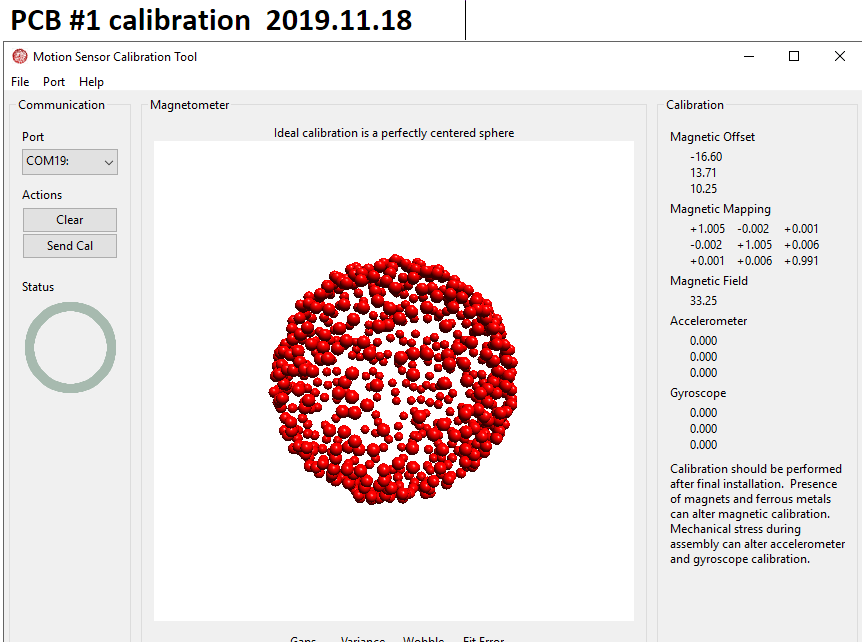 PCB #1 calibration  2019.11.18
Motion Sensor Calibration Tool
File Port Help
Communication
Port
COM19:
Actions
Clear
Send Cal
Status
Magnetometer
Ideal calibration is a perfectly centered sphere
Gaps Variance Wobble Fit Error
Calibration
Magnetic Offset
-16.60
13.71
10.25
Magnetic Mapping
+1.005 -0.002 +0.001
-0.002 +1.005 +0.006
+0.001 +0.006 +0.991
Magnetic Field
33.25
Accelerometer
0.000
0.000
0.000
Gyroscope
0.000
0.000
0.000
Calibration should be performed
after final installation.  Presence
of magnets and ferrous metals
can alter magnetic calibration.
Mechanical stress during
assembly can alter accelerometer
and gyroscope calibration.